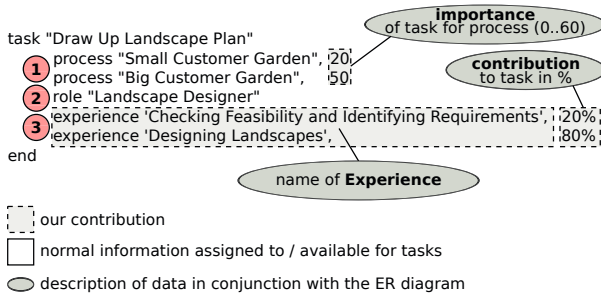 importance
of task for process (0..60)
task "Draw Up Landscape Plan"
1 process "Small Customer Garden", 20
process "Big Customer Garden", 50
contribution
to task in %
2 role "Landscape Designer"
3 experience 'Checking Feasibility and Identifying Requirements', 20%
experience 'Designing Landscapes', 80%
end
name of Experience
our contribution
normal information assigned to / available for tasks
description of data in conjunction with the ER diagram